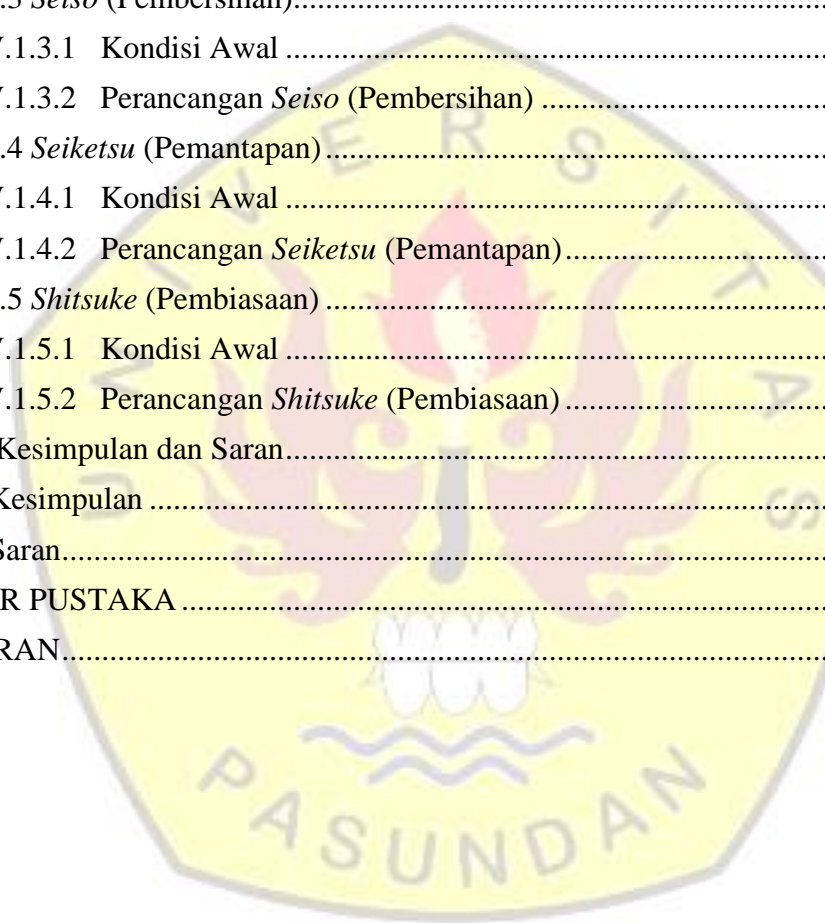 .3 Seiso (Pembersihan)....................................................
V.1.3.1 Kondisi Awal ....................................................
V.1.3.2 Perancangan Seiso (Pembersihan) ....................................................
.4 Seiketsu (Pemantapan)....................................................
V.1.4.1 Kondisi Awal ....................................................
V.1.4.2 Perancangan Seiketsu (Pemantapan)....................................................
.5 Shitsuke (Pembiasaan) ....................................................
V.1.5.1 Kondisi Awal ....................................................
V.1.5.2 Perancangan Shitsuke (Pembiasaan) ....................................................
Kesimpulan dan Saran....................................................
Kesimpulan ....................................................
Saran....................................................
R PUSTAKA ....................................................
RAN....................................................
UNIVERSITAS
PASUNDAN